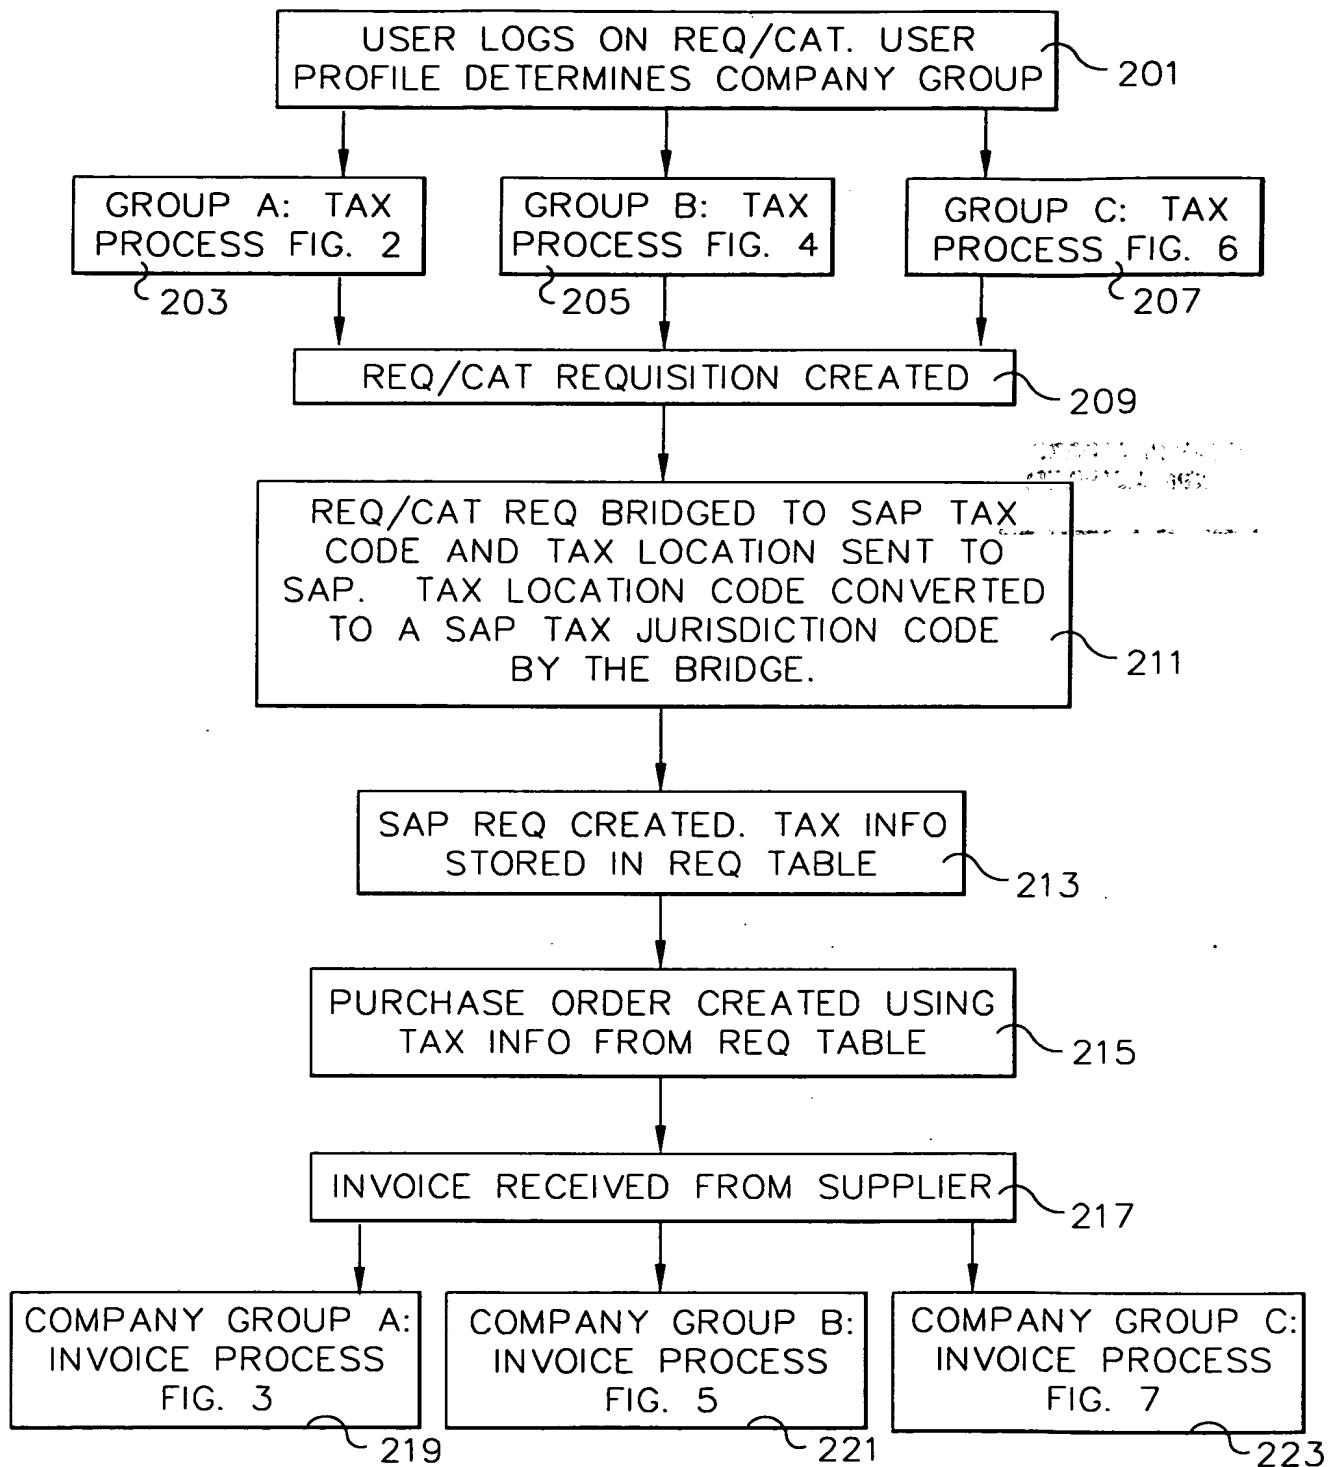 USER LOGS ON REQ/CAT. USER
PROFILE DETERMINES COMPANY GROUP
201
GROUP A: TAX
PROCESS FIG. 2
203
GROUP B: TAX
PROCESS FIG. 4
205
GROUP C: TAX
PROCESS FIG. 6
207
REQ/CAT REQUISITION CREATED
209
REQ/CAT REQ BRIDGED TO SAP TAX
CODE AND TAX LOCATION SENT TO
SAP. TAX LOCATION CODE CONVERTED
TO A SAP TAX JURISDICTION CODE
BY THE BRIDGE.
211
SAP REQ CREATED. TAX INFO
STORED IN REQ TABLE
213
PURCHASE ORDER CREATED USING
TAX INFO FROM REQ TABLE
215
INVOICE RECEIVED FROM SUPPLIER
217
COMPANY GROUP A:
INVOICE PROCESS
FIG. 3
219
COMPANY GROUP B:
INVOICE PROCESS
FIG. 5
221
COMPANY GROUP C:
INVOICE PROCESS
FIG. 7
223